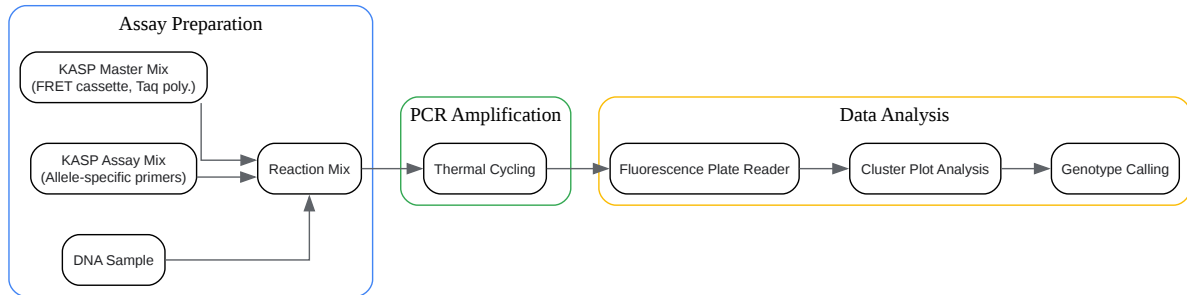 Assay Preparation
KASP Master Mix
(FRET cassette, Taq poly.)
KASP Assay Mix
(Allele-specific primers)
Reaction Mix
DNA Sample
PCR Amplification
Thermal Cycling
Data Analysis
Fluorescence Plate Reader
Cluster Plot Analysis
Genotype Calling